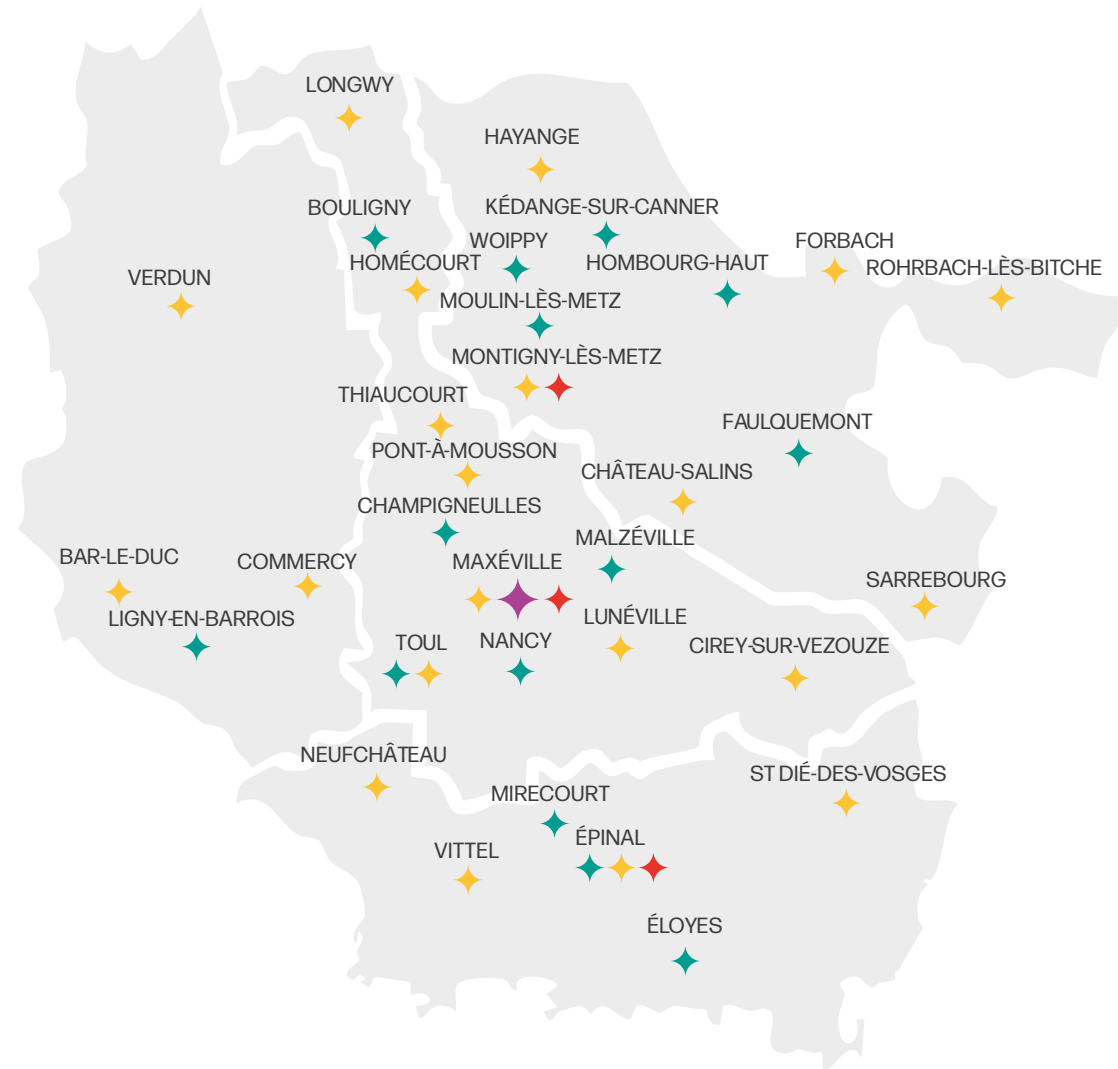 LONGWY
HAYANGE
BOULIGNY
KÉDANGE-SUR-CANNER
WOIPPY
FORBACH
HOMÉCOURT
HOMBOURG-HAUT
ROHRBACH-LÈS-BITCHE
VERDUN
MOULIN-LÈS-METZ
MONTIGNY-LÈS-METZ
THIAUCOURT
FAULQUEMONT
PONT-À-MOUSSON
CHÂTEAU-SALINS
CHAMPIGNEULLES
MALZÉVILLE
BAR-LE-DUC
COMMERCY
MAXÉVILLE
SARREBOURG
LIGNY-EN-BARROIS
LUNÉVILLE
TOUL
NANCY
CIREY-SUR-VEZOUZE
NEUFCHÂTEAU
ST DIÉ-DES-VOSGES
MIRECOURT
ÉPINAL
VITTEL
ÉLOYES